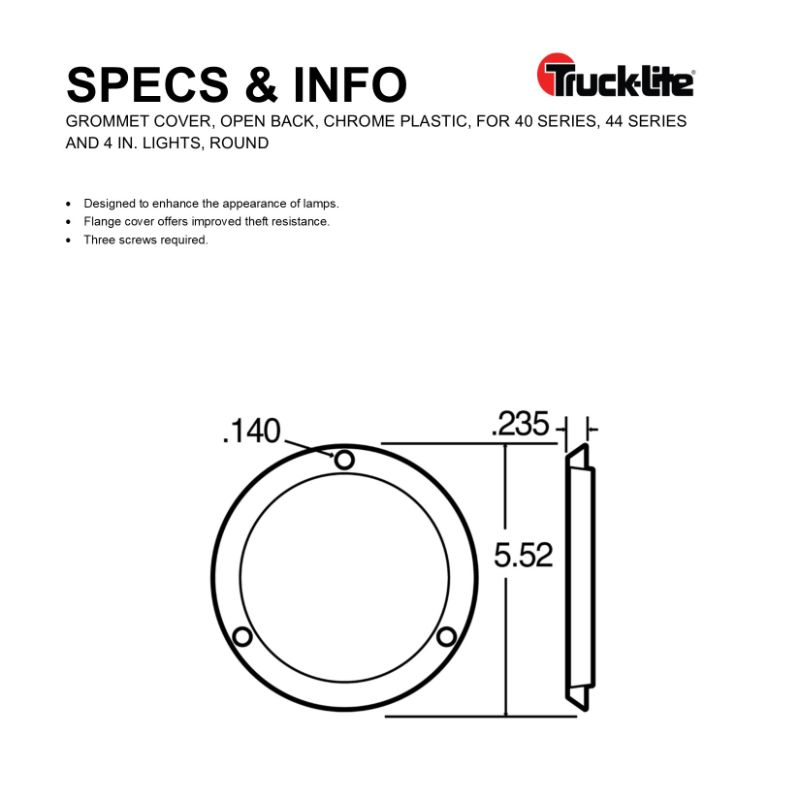 SPECS & INFO
Truck-Lite®
GROMMET COVER, OPEN BACK, CHROME PLASTIC, FOR 40 SERIES, 44 SERIES
AND 4 IN. LIGHTS, ROUND
• Designed to enhance the appearance of lamps.
• Flange cover offers improved theft resistance.
• Three screws required.
.140
.235
5.52